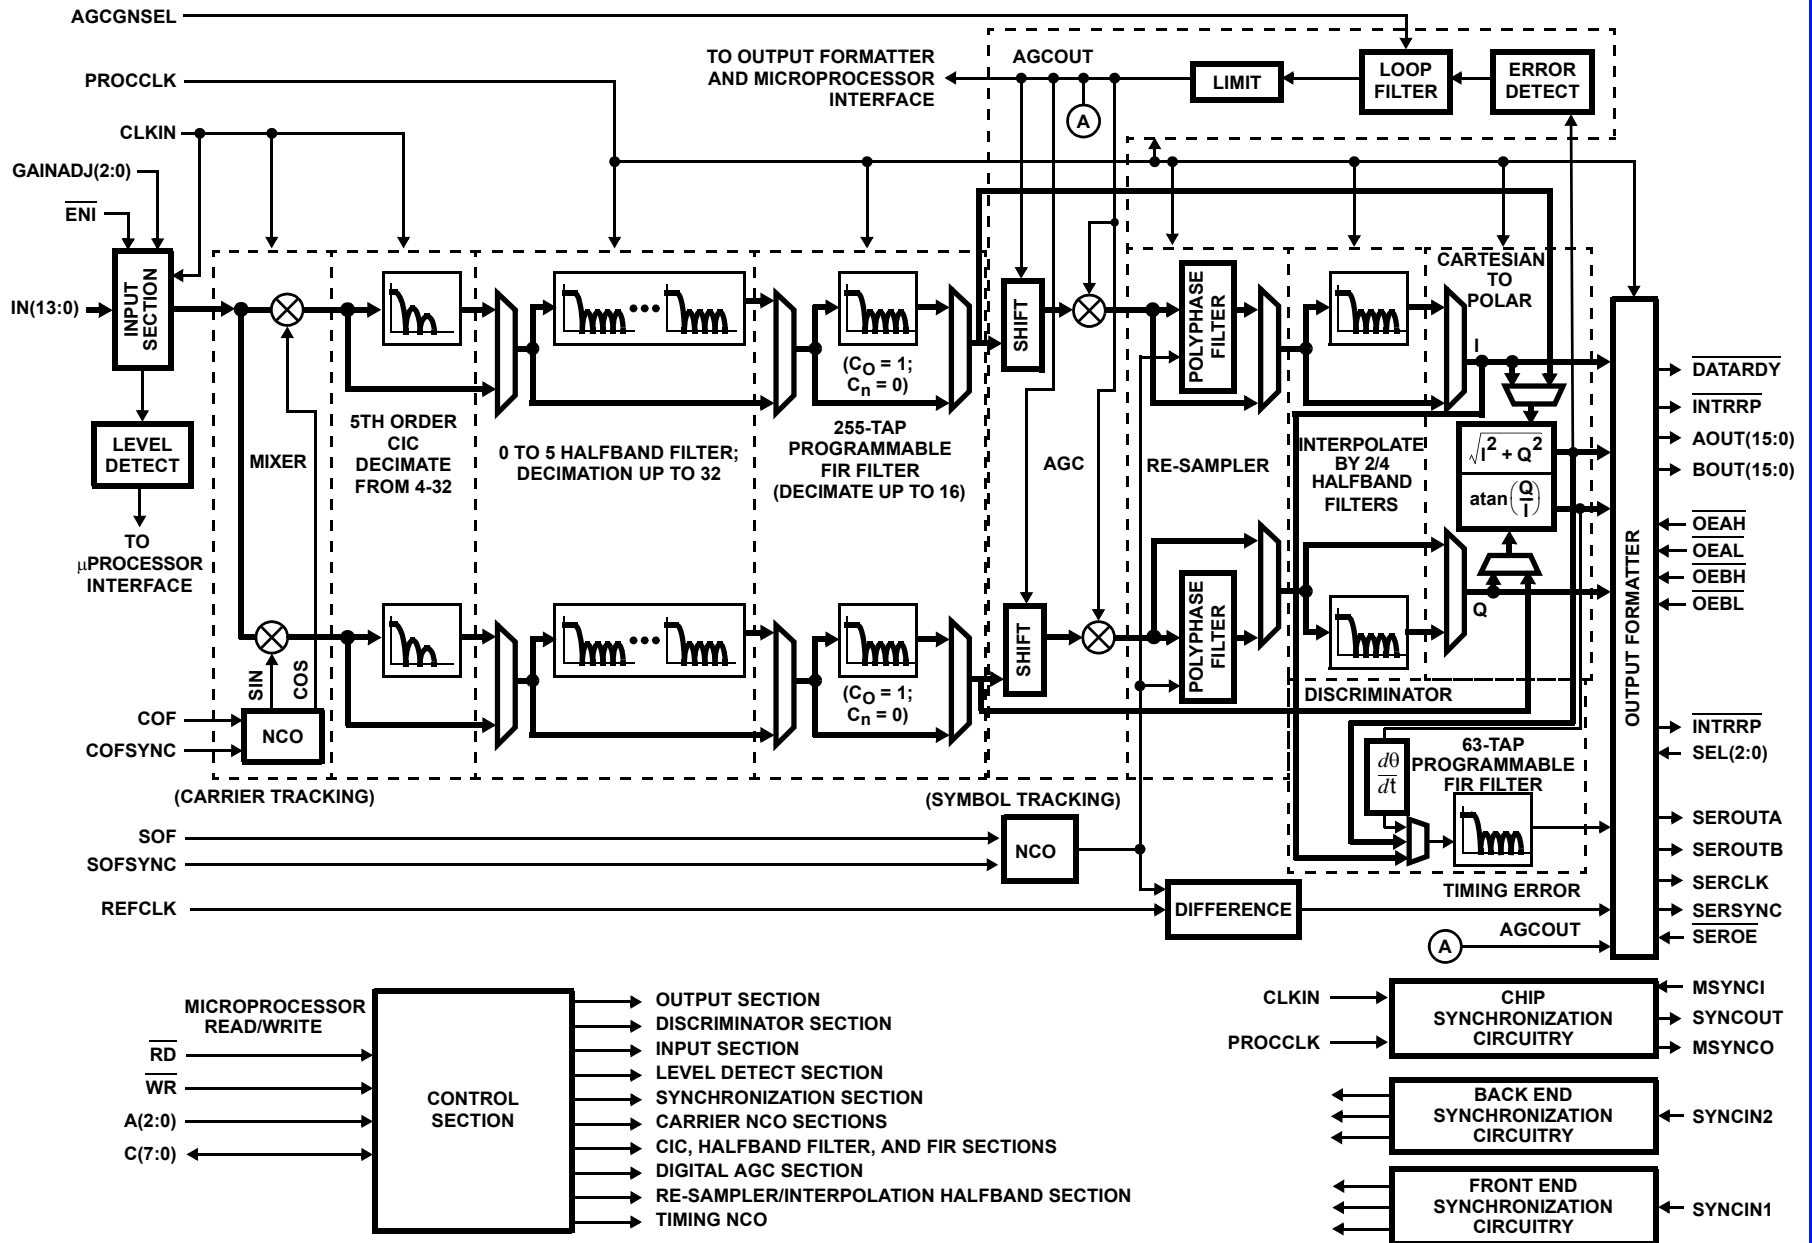 AGCGNSEL
PROCCLK
CLKIN
GAINADJ(2:0)
ENI
IN(13:0)
INPUT
SECTION
LEVEL
DETECT
TO
μPROCESSOR
INTERFACE
TO OUTPUT FORMATTER
AND MICROPROCESSOR
INTERFACE
AGCOUT
LIMIT
LOOP
FILTER
ERROR
DETECT
A
MIXER
SIN
COS
COF
COFSYNC
NCO
(CARRIER TRACKING)
5TH ORDER
CIC
DECIMATE
FROM 4-32
0 TO 5 HALFBAND FILTER;
DECIMATION UP TO 32
(CO = 1;
Cn = 0)
255-TAP
PROGRAMMABLE
FIR FILTER
(DECIMATE UP TO 16)
(CO = 1;
Cn = 0)
SHIFT
AGC
SHIFT
POLYPHASE
FILTER
RE-SAMPLER
POLYPHASE
FILTER
INTERPOLATE
BY 2/4
HALFBAND
FILTERS
CARTESIAN
TO
POLAR
I
√I2 + Q2
atan(Q
I)
Q
DISCRIMINATOR
dθ
dt
63-TAP
PROGRAMMABLE
FIR FILTER
(SYMBOL TRACKING)
SOF
SOFSYNC
NCO
REFCLK
DIFFERENCE
TIMING ERROR
AGCOUT
A
OUTPUT FORMATTER
DATARDY
INTRRP
AOUT(15:0)
BOUT(15:0)
OEAH
OEAL
OEBH
OEBL
INTRRP
SEL(2:0)
SEROUTA
SEROUTB
SERCLK
SERSYNC
SEROE
MICROPROCESSOR
READ/WRITE
RD
WR
A(2:0)
C(7:0)
CONTROL
SECTION
OUTPUT SECTION
DISCRIMINATOR SECTION
INPUT SECTION
LEVEL DETECT SECTION
SYNCHRONIZATION SECTION
CARRIER NCO SECTIONS
CIC, HALFBAND FILTER, AND FIR SECTIONS
DIGITAL AGC SECTION
RE-SAMPLER/INTERPOLATION HALFBAND SECTION
TIMING NCO
CLKIN
PROCCLK
CHIP
SYNCHRONIZATION
CIRCUITRY
MSYNCI
SYNCOUT
MSYNCO
BACK END
SYNCHRONIZATION
CIRCUITRY
SYNCIN2
FRONT END
SYNCHRONIZATION
CIRCUITRY
SYNCIN1